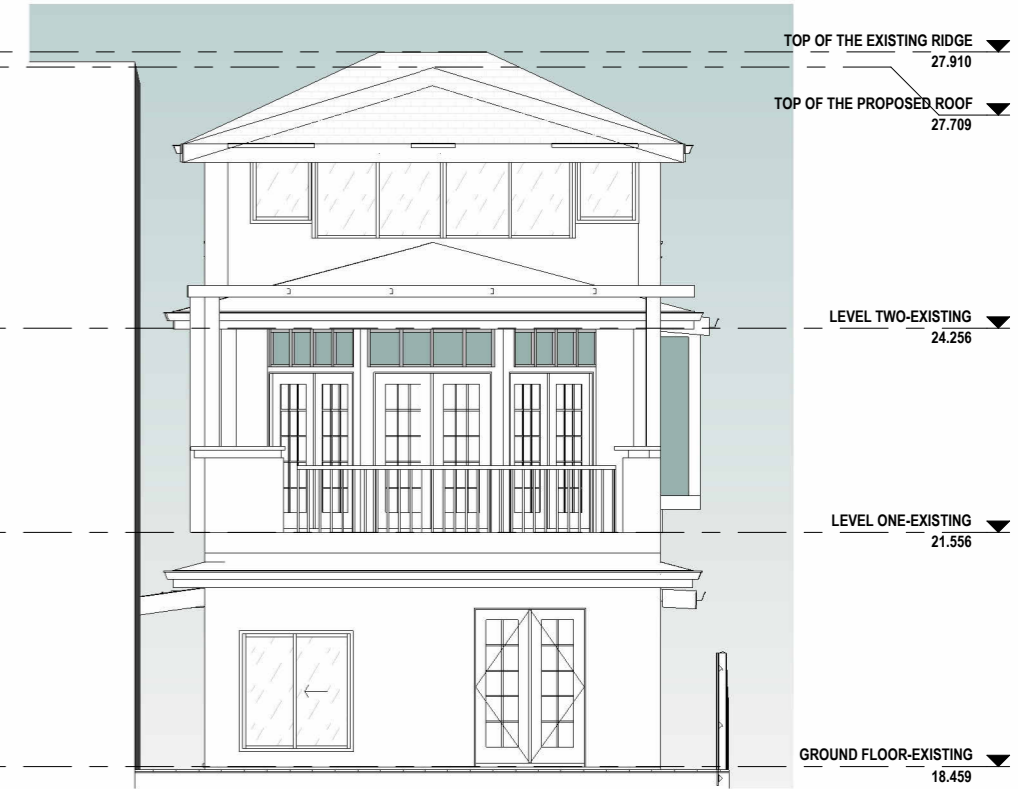 TOP OF THE EXISTING RIDGE
27.910
TOP OF THE PROPOSED ROOF
27.709
LEVEL TWO-EXISTING
24.256
LEVEL ONE-EXISTING
21.556
GROUND FLOOR-EXISTING
18.459